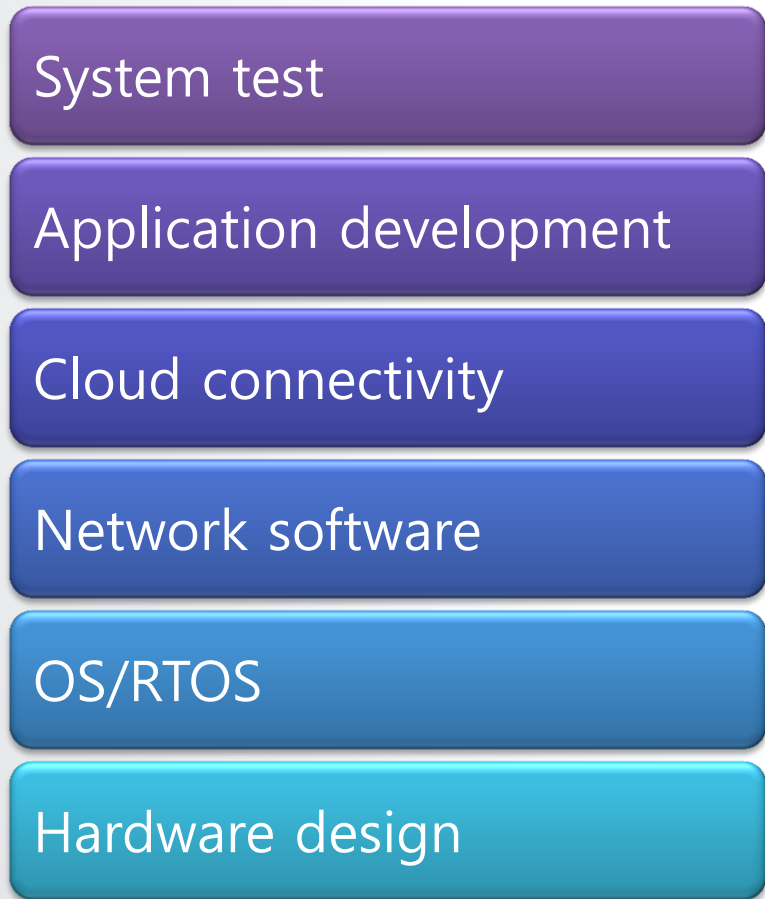 System test
Application development
Cloud connectivity
Network software
OS/RTOS
Hardware design